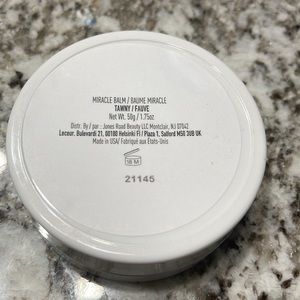 MIRACLE BALM / BAUME MIRACLE
TAWNY / FAUVE
Net Wt. 50g / 1.75oz
Distr. By / par : Jones Road Beauty LLC Montclair, NJ 07042
Lecour, Bulevardi 21, 00180 Helsinki FI / Plaza 1, Salford M50 3UB UK
Made in USA/ Fabriqué aux États-Unis
18 M
21145